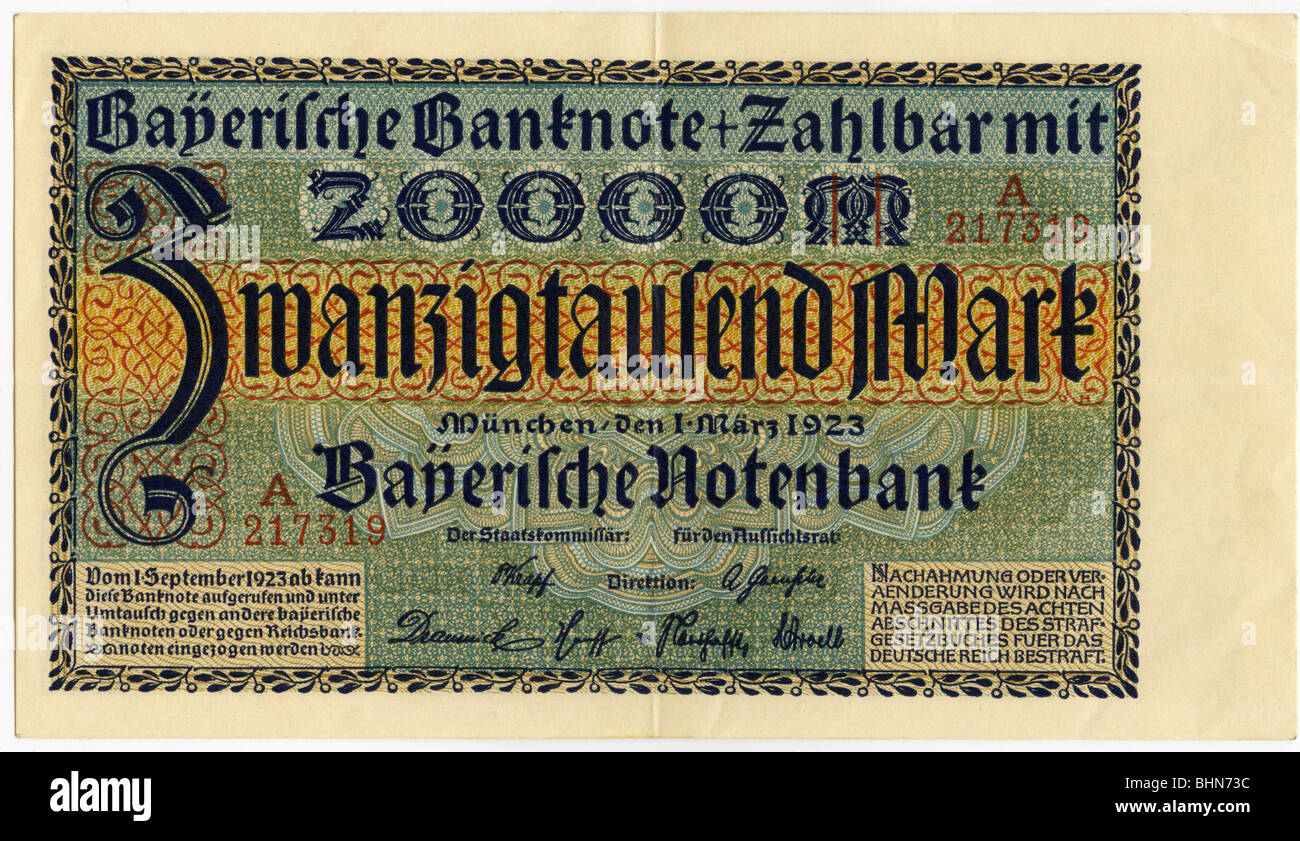 Bayerische Banknote + Zahlbar mit
20000 M
A
217319
Zwanzigtausend Mark
München, den 1. März 1923
Bayerische Notenbank
A
217319
Der Staatskommissär: für den Aufsichtsrat:
Direktion:
Vom 1. September 1923 ab kann
diese Banknote aufgerufen und unter
Umtausch gegen andere bayerische
Banknoten oder gegen Reichsbank-
noten eingezogen werden
NACHAHMUNG ODER VER-
AENDERUNG WIRD NACH
MASSGABE DES ACHTEN
ABSCHNITTES DES STRAF-
GESETZBUCHES FUER DAS
DEUTSCHE REICH BESTRAFT.
alamy
Image ID: BHN73C
www.alamy.com